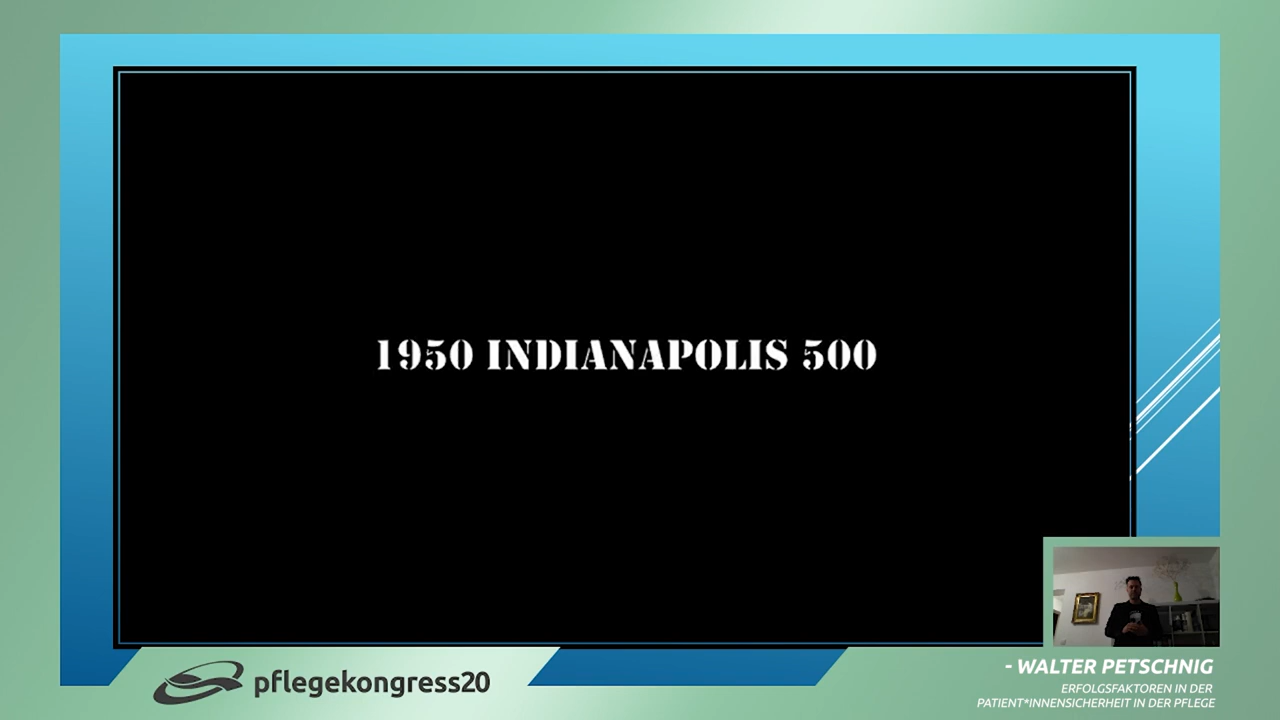 1950 INDIANAPOLIS 500
pflegekongress20
- WALTER PETSCHNIG
ERFOLGSFAKTOREN IN DER
PATIENT*INNENSICHERHEIT IN DER PFLEGE